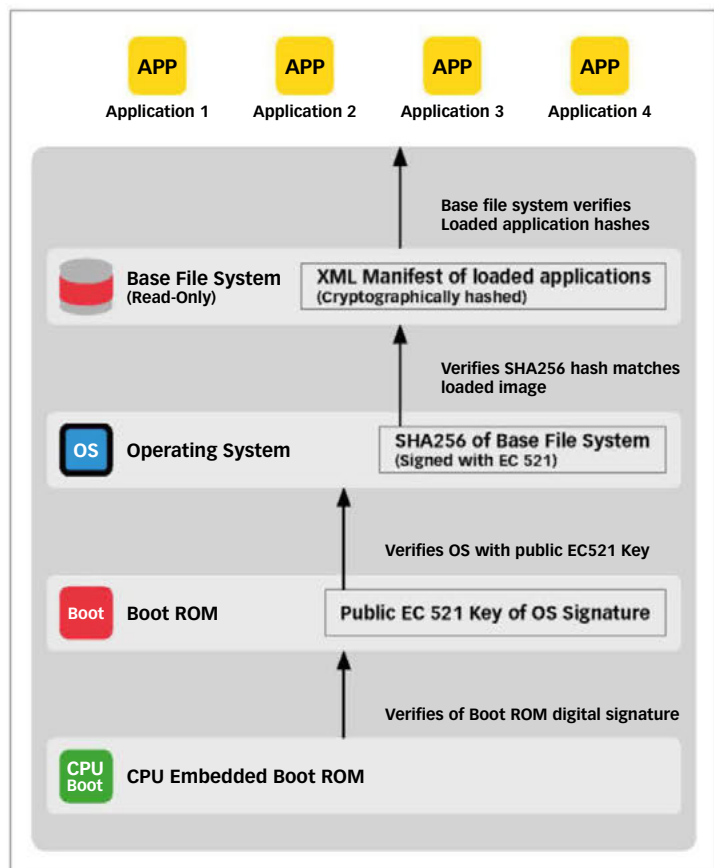 APP
APP
APP
APP
Application 1
Application 2
Application 3
Application 4
Base file system verifies
Loaded application hashes
Base File System
(Read-Only)
XML Manifest of loaded applications
(Cryptographically hashed)
Verifies SHA256 hash matches
loaded image
OS
Operating System
SHA256 of Base File System
(Signed with EC 521)
Verifies OS with public EC521 Key
Boot
Boot ROM
Public EC 521 Key of OS Signature
Verifies of Boot ROM digital signature
CPU
Boot
CPU Embedded Boot ROM